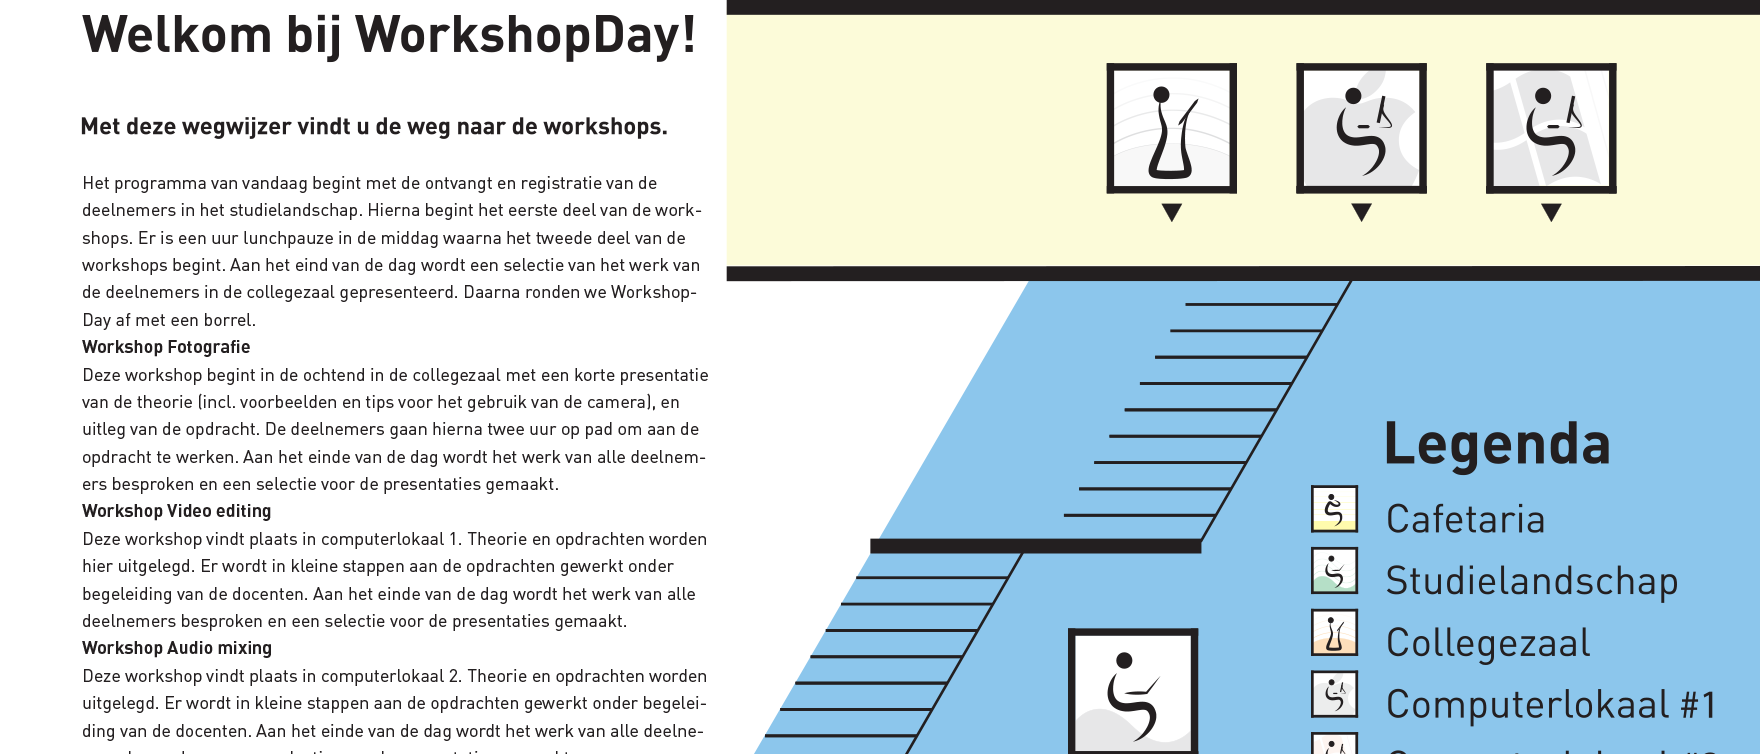 Welkom bij WorkshopDay!
Met deze wegwijzer vindt u de weg naar de workshops.
Het programma van vandaag begint met de ontvangt en registratie van de
deelnemers in het studielandschap. Hierna begint het eerste deel van de work-
shops. Er is een uur lunchpauze in de middag waarna het tweede deel van de
workshops begint. Aan het eind van de dag wordt een selectie van het werk van
de deelnemers in de collegezaal gepresenteerd. Daarna ronden we Workshop-
Day af met een borrel.
Workshop Fotografie
Deze workshop begint in de ochtend in de collegezaal met een korte presentatie
van de theorie (incl. voorbeelden en tips voor het gebruik van de camera), en
uitleg van de opdracht. De deelnemers gaan hierna twee uur op pad om aan de
opdracht te werken. Aan het einde van de dag wordt het werk van alle deelnem-
ers besproken en een selectie voor de presentaties gemaakt.
Workshop Video editing
Deze workshop vindt plaats in computerlokaal 1. Theorie en opdrachten worden
hier uitgelegd. Er wordt in kleine stappen aan de opdrachten gewerkt onder
begeleiding van de docenten. Aan het einde van de dag wordt het werk van alle
deelnemers besproken en een selectie voor de presentaties gemaakt.
Workshop Audio mixing
Deze workshop vindt plaats in computerlokaal 2. Theorie en opdrachten worden
uitgelegd. Er wordt in kleine stappen aan de opdrachten gewerkt onder begelei-
ding van de docenten. Aan het einde van de dag wordt het werk van alle deelne-
Legenda
Cafetaria
Studielandschap
Collegezaal
Computerlokaal #1